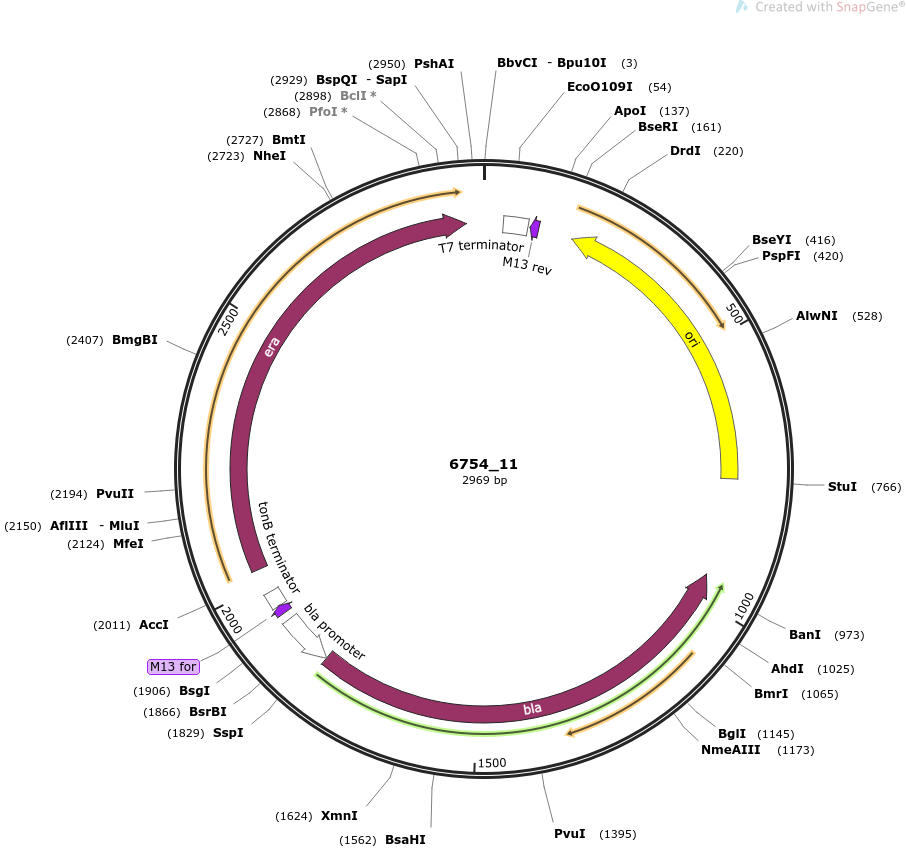 Created with SnapGene®
(2950) PshAI
BbvCI - Bpu10I (3)
(2929) BspQI - SapI
EcoO109I (54)
(2898) BclI *
(2868) PfoI *
ApoI (137)
BseRI (161)
(2727) BmtI
DrdI (220)
(2723) NheI
T7 terminator
M13 rev
BseYI (416)
PspFI (420)
500
AlwNI (528)
2500
ori
era
(2407) BmgBI
6754_11
2969 bp
StuI (766)
(2194) PvuII
(2150) AflIII - MluI
(2124) MfeI
tonB terminator
1000
2000
(2011) AccI
bla promoter
BanI (973)
M13 for
AhdI (1025)
(1906) BsgI
BmrI (1065)
(1866) BsrBI
bla
(1829) SspI
BglI (1145)
NmeAIII (1173)
1500
(1624) XmnI
(1562) BsaHI
PvuI (1395)